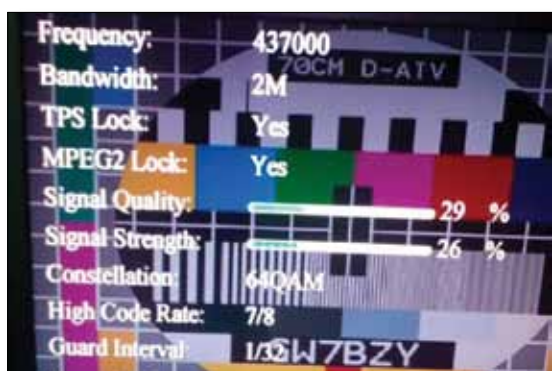 Frequency: 437000
70CM D-ATV
Bandwidth: 2M
TPS Lock: Yes
MPEG2 Lock: Yes
Signal Quality: 29 %
Signal Strength: 26 %
Constellation: 64QAM
High Code Rate: 7/8
Guard Interval: 1/32
GW7BZY